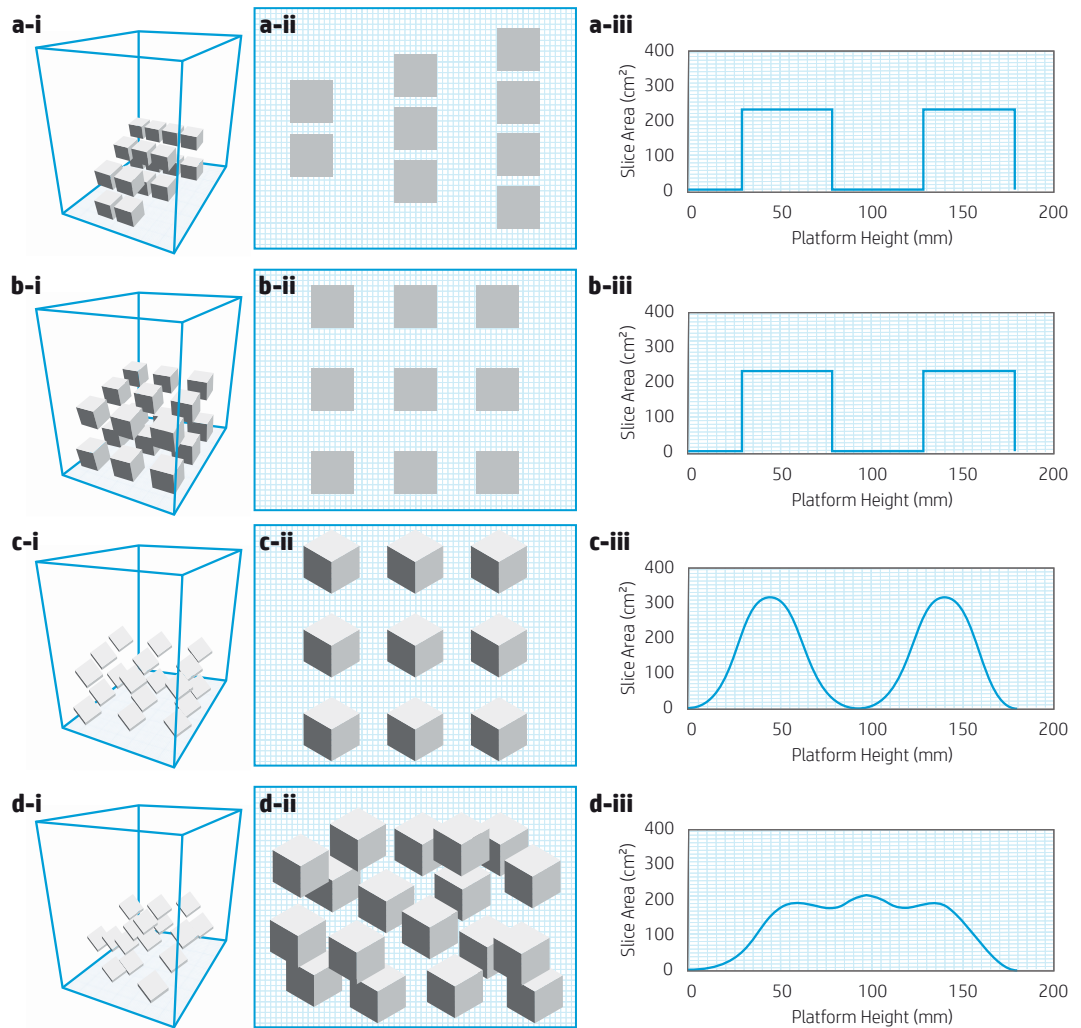 a-i
a-ii
a-iii
Slice Area (cm²)
400
300
200
100
0
0 50 100 150 200
Platform Height (mm)
b-i
b-ii
b-iii
Slice Area (cm²)
400
300
200
100
0
0 50 100 150 200
Platform Height (mm)
c-i
c-ii
c-iii
Slice Area (cm²)
400
300
200
100
0
0 50 100 150 200
Platform Height (mm)
d-i
d-ii
d-iii
Slice Area (cm²)
400
300
200
100
0
0 50 100 150 200
Platform Height (mm)